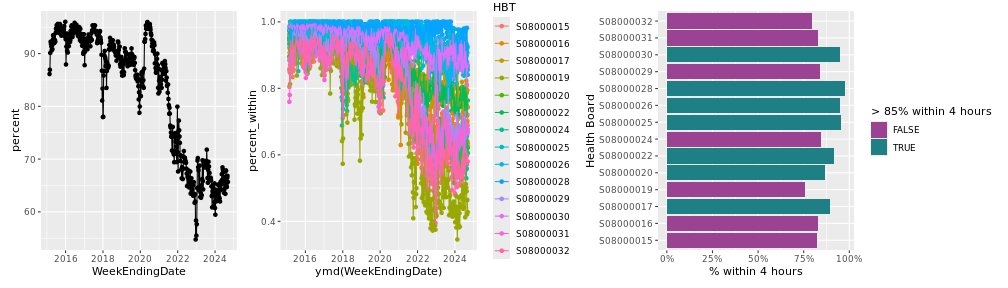 percent
90
80
70
60
2016 2018 2020 2022 2024
WeekEndingDate
percent_within
1.0
0.8
0.6
0.4
2016 2018 2020 2022 2024
ymd(WeekEndingDate)
HBT
S08000015
S08000016
S08000017
S08000019
S08000020
S08000022
S08000024
S08000025
S08000026
S08000028
S08000029
S08000030
S08000031
S08000032
Health Board
S08000032
S08000031
S08000030
S08000029
S08000028
S08000026
S08000025
S08000024
S08000022
S08000020
S08000019
S08000017
S08000016
S08000015
0% 25% 50% 75% 100%
% within 4 hours
> 85% within 4 hours
FALSE
TRUE